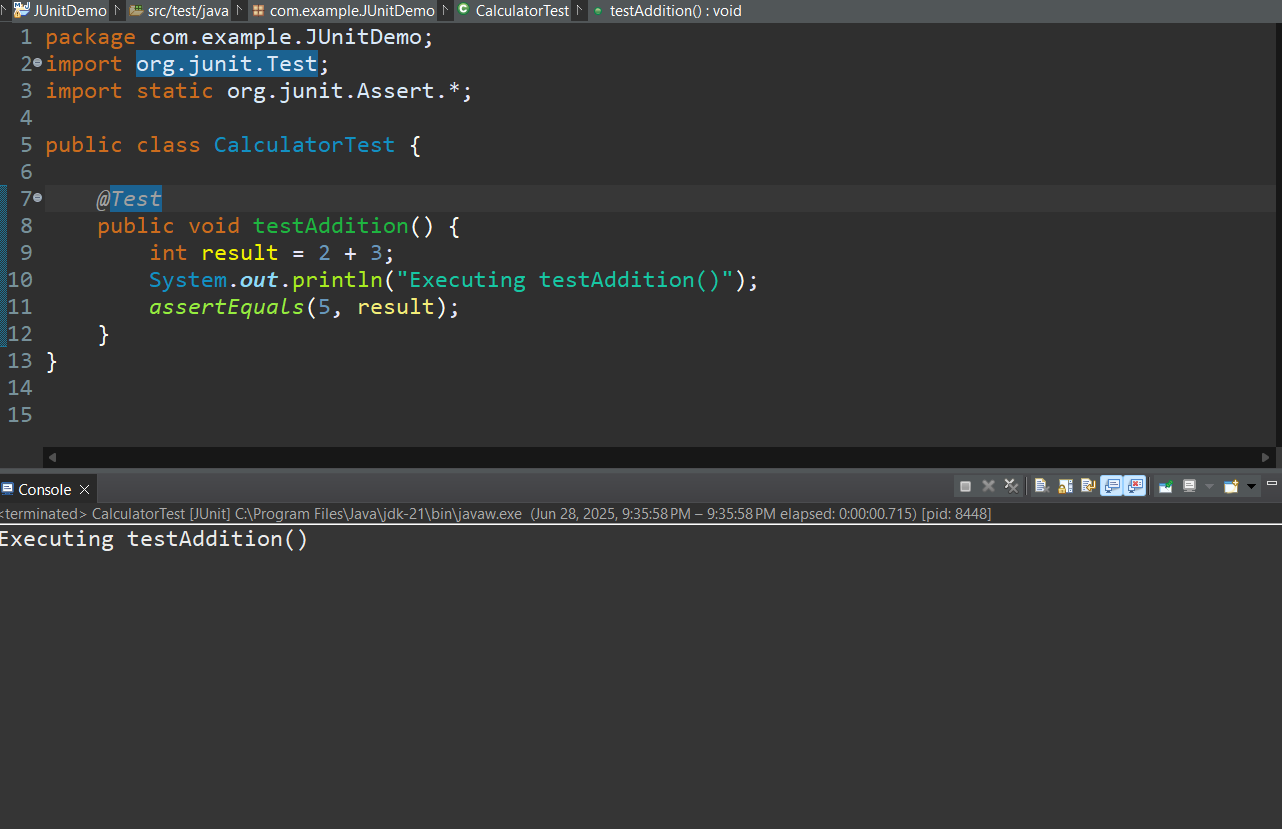 JUnitDemo src/test/java com.example.JUnitDemo CalculatorTest testAddition() : void
1 package com.example.JUnitDemo;
2 import org.junit.Test;
3 import static org.junit.Assert.*;
4
5 public class CalculatorTest {
6
7 @Test
8 public void testAddition() {
9 int result = 2 + 3;
10 System.out.println("Executing testAddition()");
11 assertEquals(5, result);
12 }
13 }
14
15
Console
<terminated> CalculatorTest [JUnit] C:\Program Files\Java\jdk-21\bin\javaw.exe (Jun 28, 2025, 9:35:58 PM – 9:35:58 PM elapsed: 0:00:00.715) [pid: 8448]
Executing testAddition()